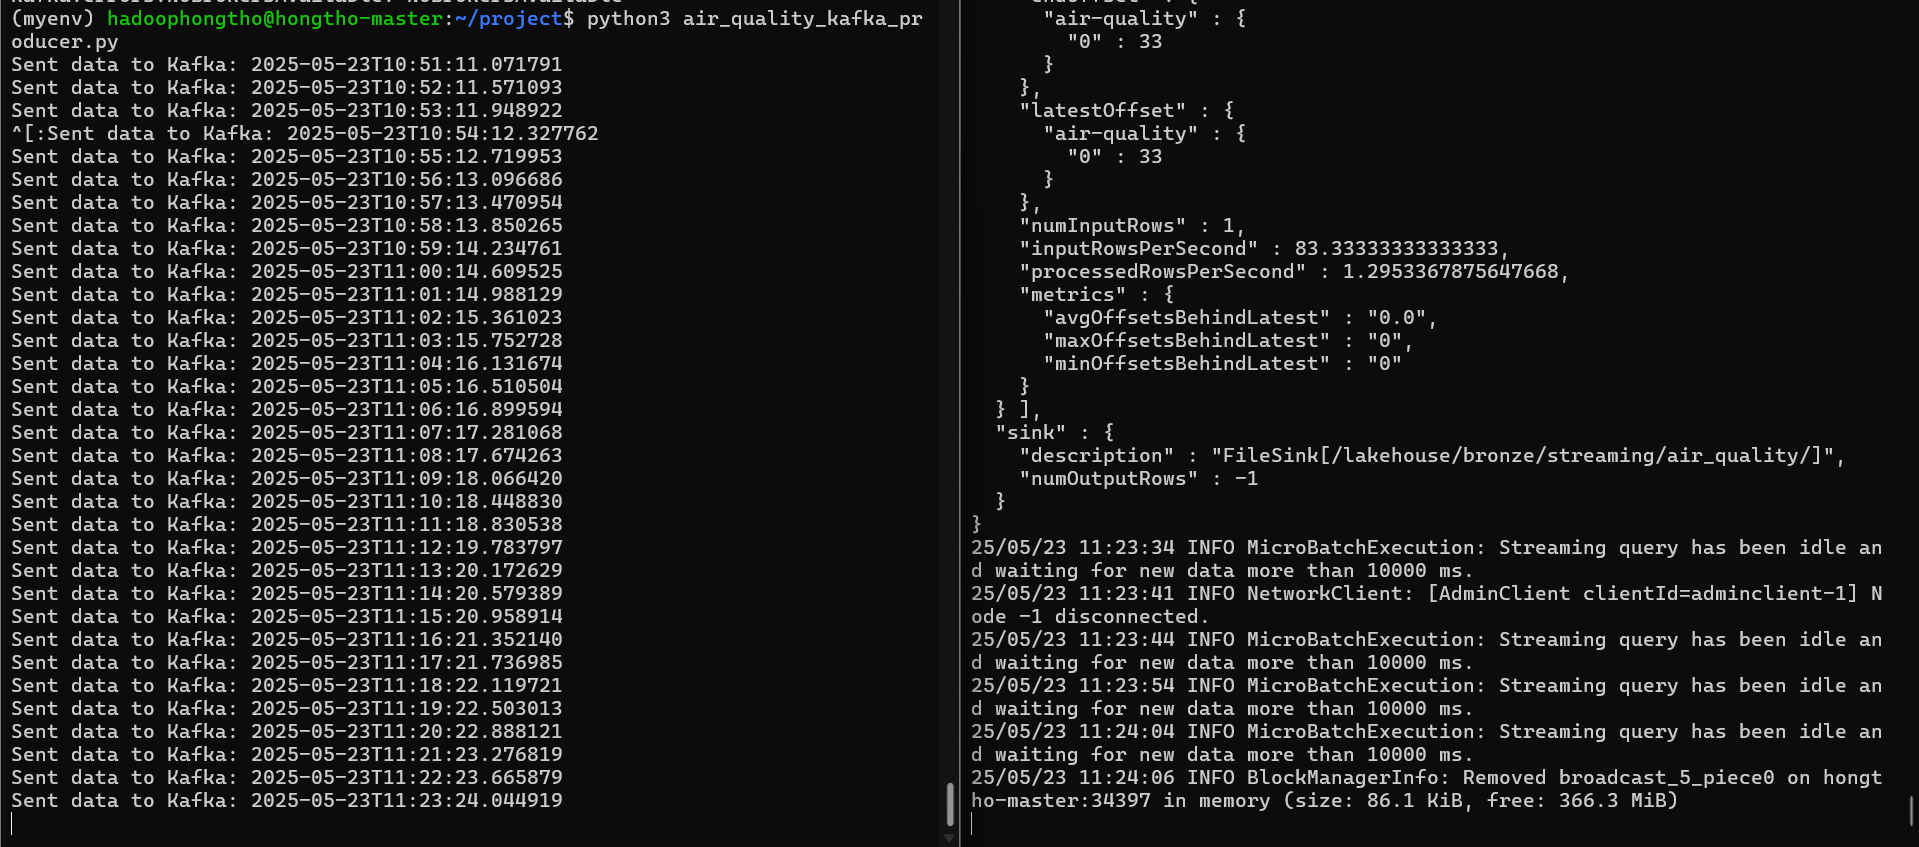 (myenv) hadoophongtho@hongtho-master:~/project$ python3 air_quality_kafka_pr
oducer.py
Sent data to Kafka: 2025-05-23T10:51:11.071791
Sent data to Kafka: 2025-05-23T10:52:11.571093
Sent data to Kafka: 2025-05-23T10:53:11.948922
^[:Sent data to Kafka: 2025-05-23T10:54:12.327762
Sent data to Kafka: 2025-05-23T10:55:12.719953
Sent data to Kafka: 2025-05-23T10:56:13.096686
Sent data to Kafka: 2025-05-23T10:57:13.470954
Sent data to Kafka: 2025-05-23T10:58:13.850265
Sent data to Kafka: 2025-05-23T10:59:14.234761
Sent data to Kafka: 2025-05-23T11:00:14.609525
Sent data to Kafka: 2025-05-23T11:01:14.988129
Sent data to Kafka: 2025-05-23T11:02:15.361023
Sent data to Kafka: 2025-05-23T11:03:15.752728
Sent data to Kafka: 2025-05-23T11:04:16.131674
Sent data to Kafka: 2025-05-23T11:05:16.510504
Sent data to Kafka: 2025-05-23T11:06:16.899594
Sent data to Kafka: 2025-05-23T11:07:17.281068
Sent data to Kafka: 2025-05-23T11:08:17.674263
Sent data to Kafka: 2025-05-23T11:09:18.066420
Sent data to Kafka: 2025-05-23T11:10:18.448830
Sent data to Kafka: 2025-05-23T11:11:18.830538
Sent data to Kafka: 2025-05-23T11:12:19.783797
Sent data to Kafka: 2025-05-23T11:13:20.172629
Sent data to Kafka: 2025-05-23T11:14:20.579389
Sent data to Kafka: 2025-05-23T11:15:20.958914
Sent data to Kafka: 2025-05-23T11:16:21.352140
Sent data to Kafka: 2025-05-23T11:17:21.736985
Sent data to Kafka: 2025-05-23T11:18:22.119721
Sent data to Kafka: 2025-05-23T11:19:22.503013
Sent data to Kafka: 2025-05-23T11:20:22.888121
Sent data to Kafka: 2025-05-23T11:21:23.276819
Sent data to Kafka: 2025-05-23T11:22:23.665879
Sent data to Kafka: 2025-05-23T11:23:24.044919
"air-quality" : {
"0" : 33
}
},
"latestOffset" : {
"air-quality" : {
"0" : 33
}
},
"numInputRows" : 1,
"inputRowsPerSecond" : 83.33333333333333,
"processedRowsPerSecond" : 1.2953367875647668,
"metrics" : {
"avgOffsetsBehindLatest" : "0.0",
"maxOffsetsBehindLatest" : "0",
"minOffsetsBehindLatest" : "0"
}
} ],
"sink" : {
"description" : "FileSink[/lakehouse/bronze/streaming/air_quality/]",
"numOutputRows" : -1
}
}
25/05/23 11:23:34 INFO MicroBatchExecution: Streaming query has been idle an
d waiting for new data more than 10000 ms.
25/05/23 11:23:41 INFO NetworkClient: [AdminClient clientId=adminclient-1] N
ode -1 disconnected.
25/05/23 11:23:44 INFO MicroBatchExecution: Streaming query has been idle an
d waiting for new data more than 10000 ms.
25/05/23 11:23:54 INFO MicroBatchExecution: Streaming query has been idle an
d waiting for new data more than 10000 ms.
25/05/23 11:24:04 INFO MicroBatchExecution: Streaming query has been idle an
d waiting for new data more than 10000 ms.
25/05/23 11:24:06 INFO BlockManagerInfo: Removed broadcast_5_piece0 on hongt
ho-master:34397 in memory (size: 86.1 KiB, free: 366.3 MiB)